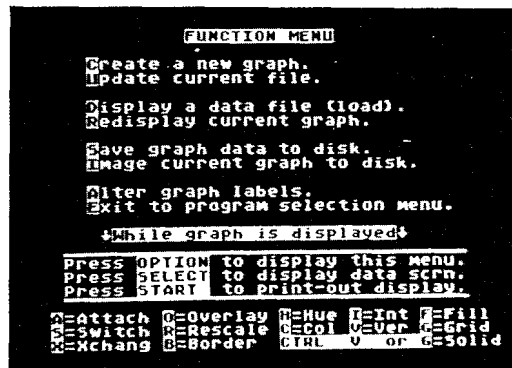 FUNCTION MENU
Create a new graph.
Update current file.
Display a data file (load).
Redisplay current graph.
Save graph data to disk.
Image current graph to disk.
Alter graph labels.
Exit to program selection menu.
↓While graph is displayed↓
Press OPTION to display this menu.
Press SELECT to display data scrn.
Press START to print-out display.
A=Attach O=Overlay H=Hue I=Int F=Fill
S=Switch R=Rescale C=Col V=Ver G=Grid
X=Xchang B=Border CTRL V or G=Solid